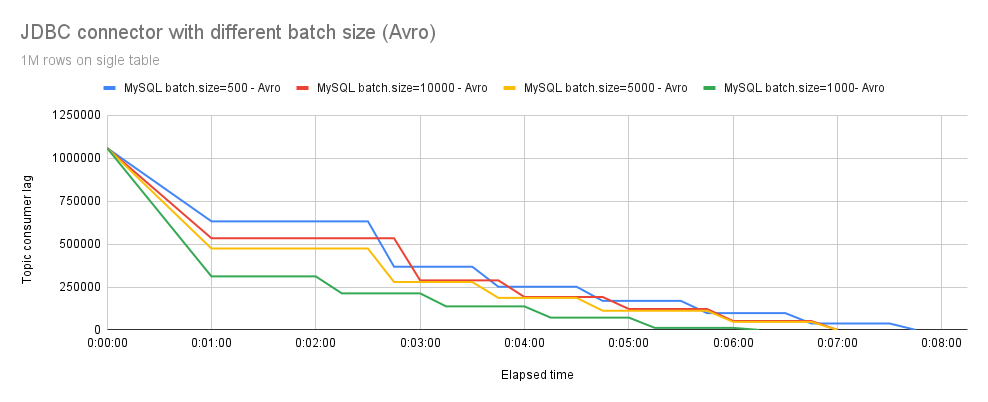 JDBC connector with different batch size (Avro)
1M rows on sigle table
MySQL batch.size=500 - Avro MySQL batch.size=10000 - Avro MySQL batch.size=5000 - Avro MySQL batch.size=1000- Avro
1250000
1000000
750000
500000
250000
0
Topic consumer lag
0:00:00 0:01:00 0:02:00 0:03:00 0:04:00 0:05:00 0:06:00 0:07:00 0:08:00
Elapsed time